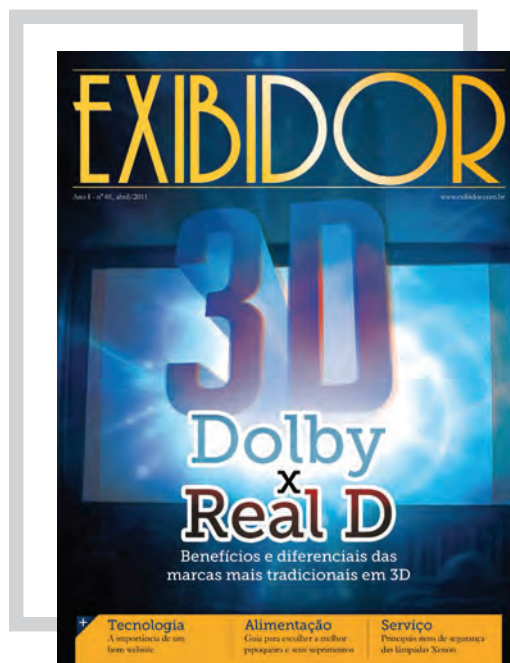 EXIBIDOR
Ano I - nº 01, abril/2011
www.exibidor.com.br
3D
Dolby
x
Real D
Benefícios e diferenciais das
marcas mais tradicionais em 3D
+
Tecnologia
A importância de um
bom website
Alimentação
Guia para escolher a melhor
pipoqueira e seus suprimentos
Serviço
Principais itens de segurança
das lâmpadas Xenon